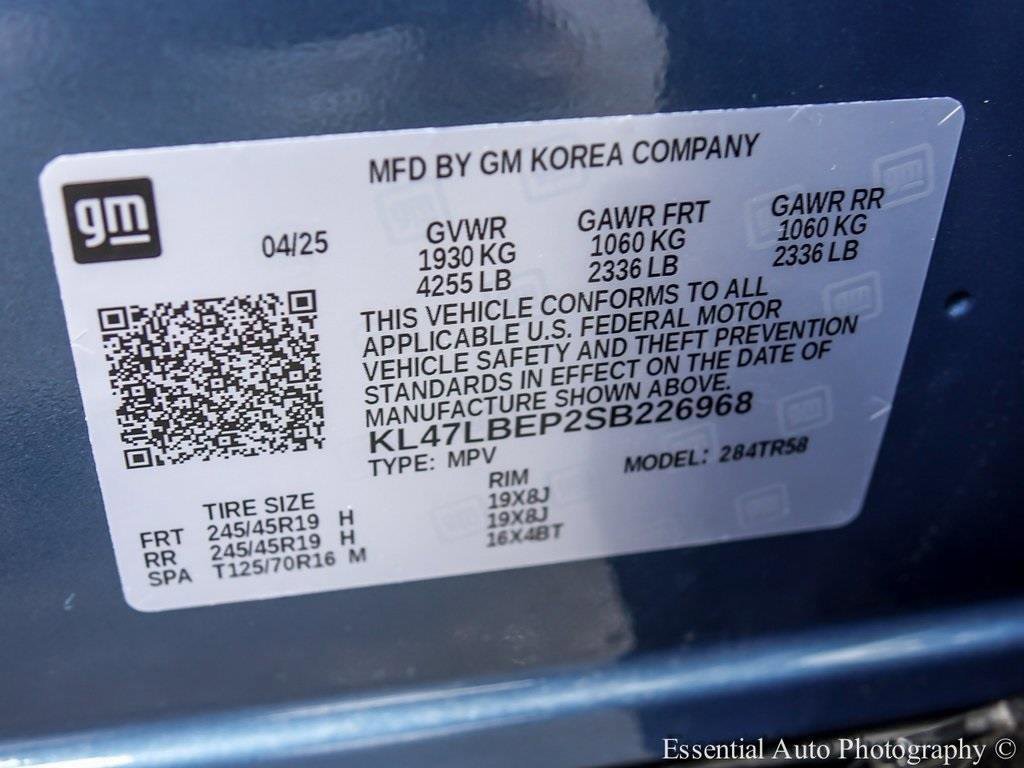 MFD BY GM KOREA COMPANY
gm
04/25
GVWR GAWR FRT GAWR RR
1930 KG 1060 KG 1060 KG
4255 LB 2336 LB 2336 LB
THIS VEHICLE CONFORMS TO ALL
APPLICABLE U.S. FEDERAL MOTOR
VEHICLE SAFETY AND THEFT PREVENTION
STANDARDS IN EFFECT ON THE DATE OF
MANUFACTURE SHOWN ABOVE.
KL47LBEP2SB226968
TYPE: MPV MODEL: 284TR58
TIRE SIZE RIM
FRT 245/45R19 H 19X8J
RR 245/45R19 H 19X8J
SPA T125/70R16 M 16X4BT
Essential Auto Photography ©